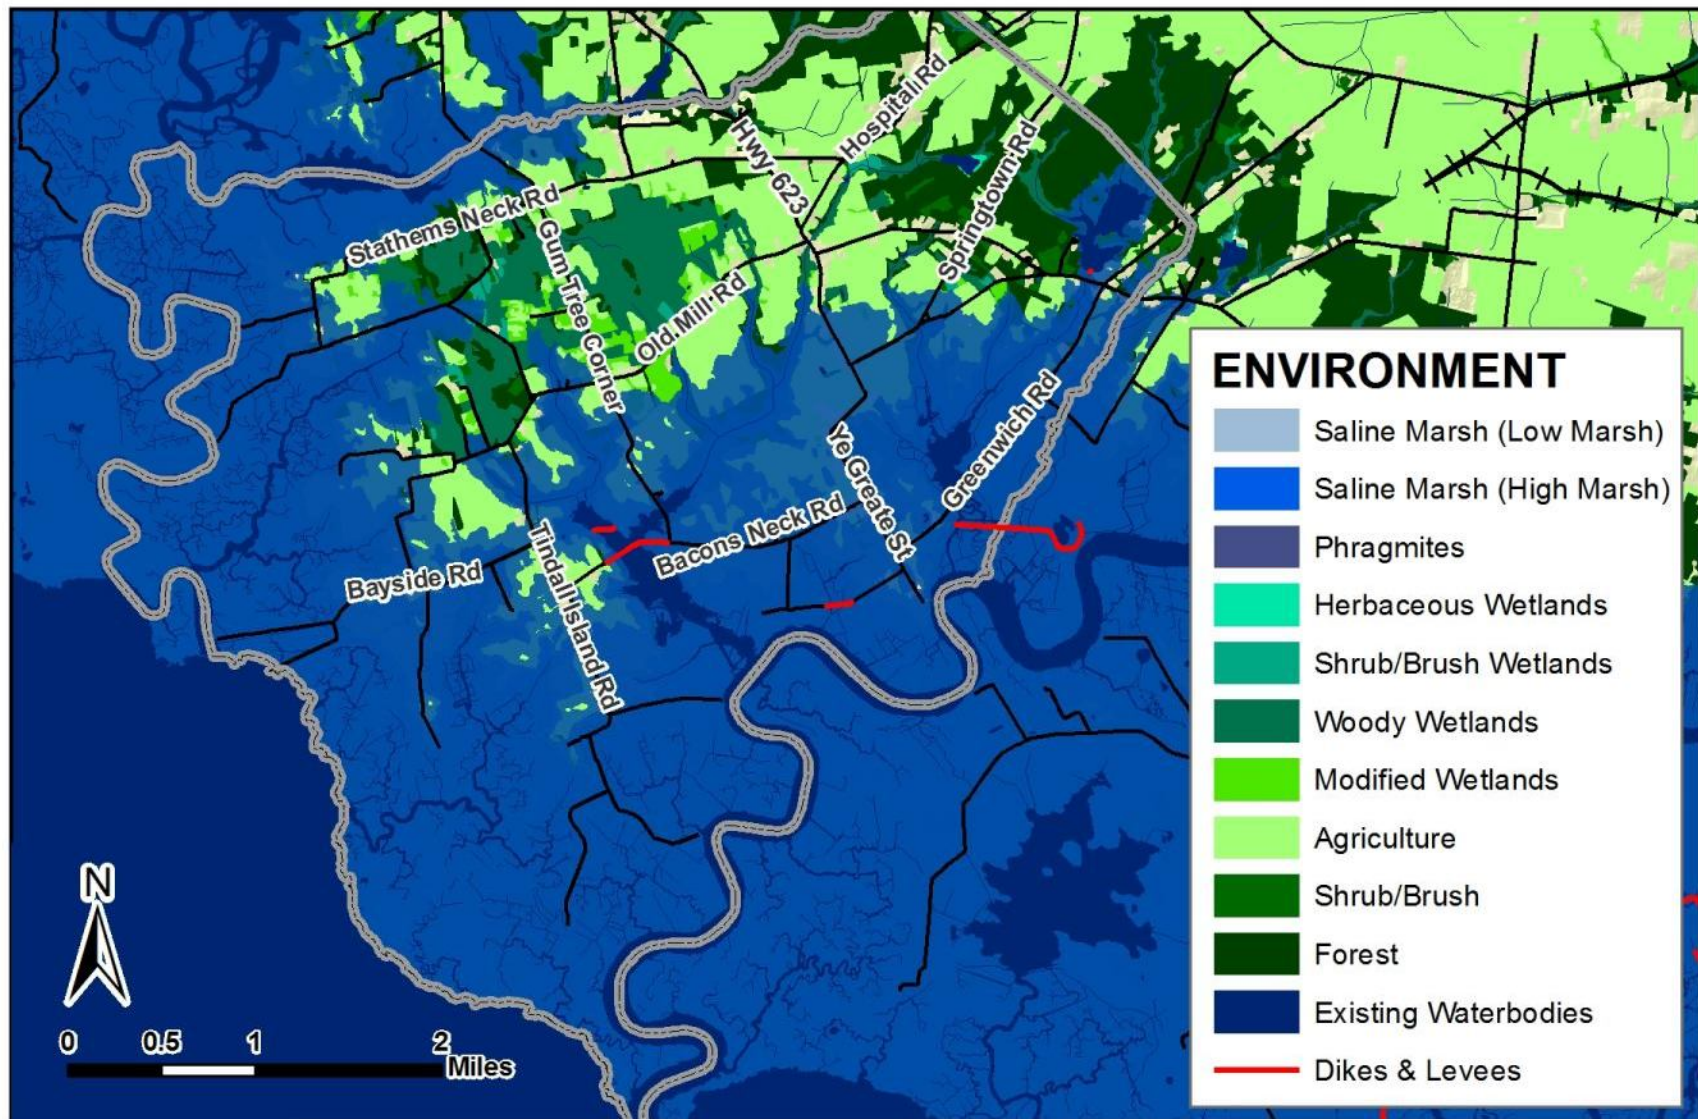 Hospital Rd
Hwy 623
Springtown Rd
Stathems Neck Rd
Gum Tree Corner
Old Mill Rd
Greenwich Rd
Ye Greate St
Bacons Neck Rd
Tindall Island Rd
Bayside Rd
N
0 0.5 1 2
Miles
ENVIRONMENT
Saline Marsh (Low Marsh)
Saline Marsh (High Marsh)
Phragmites
Herbaceous Wetlands
Shrub/Brush Wetlands
Woody Wetlands
Modified Wetlands
Agriculture
Shrub/Brush
Forest
Existing Waterbodies
Dikes & Levees